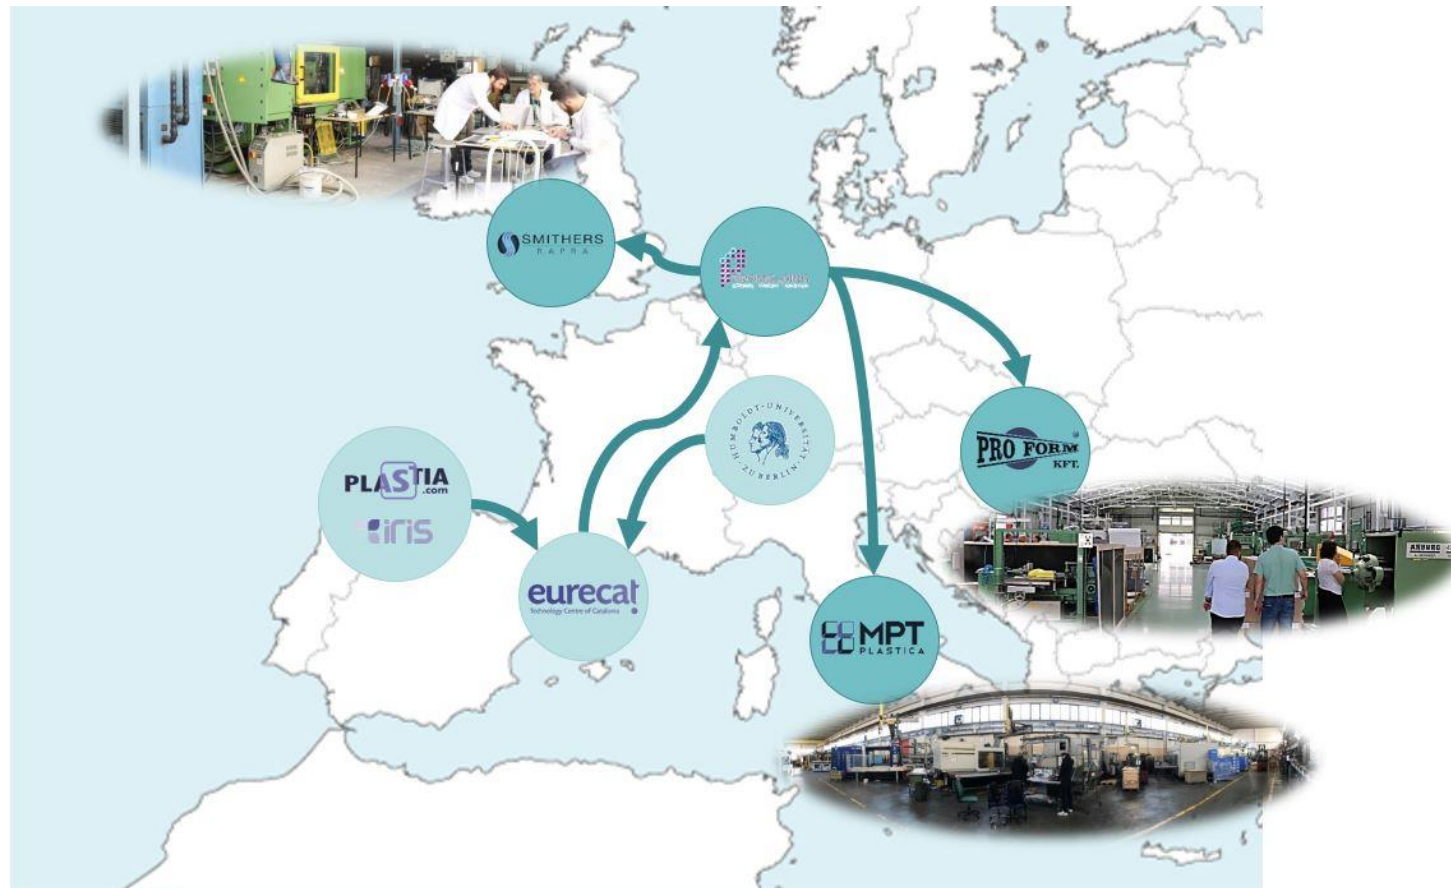 SMITHERS
RAPRA
PLASTIA
.com
iris
HUMBOLDT-UNIVERSITÄT
ZU BERLIN
PRO FORM
®
KFT.
eurecat
Technology Centre of Catalonia
MPT
PLASTICA
ARBURG